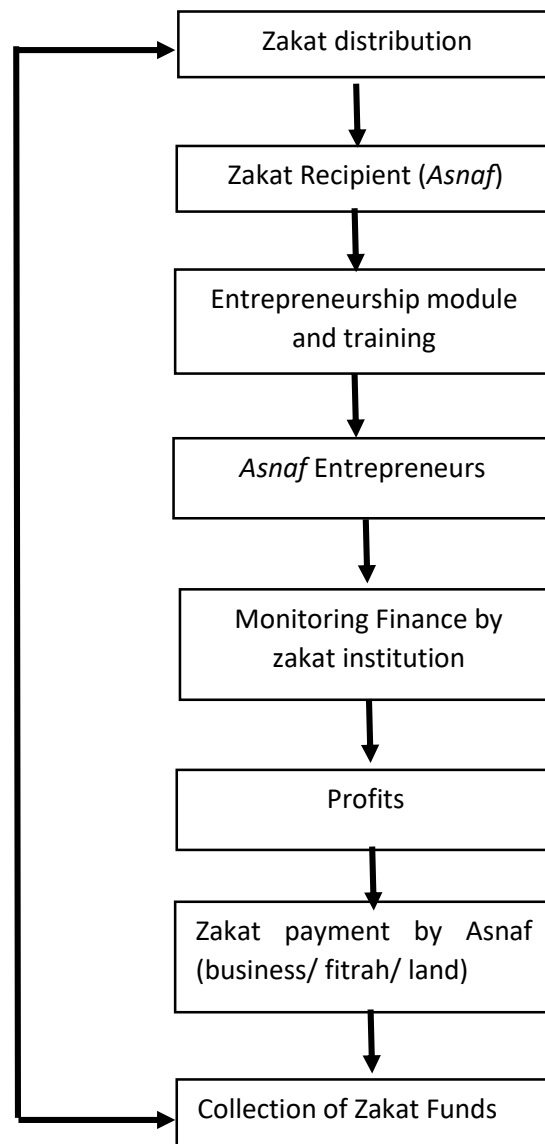 Zakat distribution
Zakat Recipient (Asnaf)
Entrepreneurship module
and training
Asnaf Entrepreneurs
Monitoring Finance by
zakat institution
Profits
Zakat payment by Asnaf
(business/ fitrah/ land)
Collection of Zakat Funds